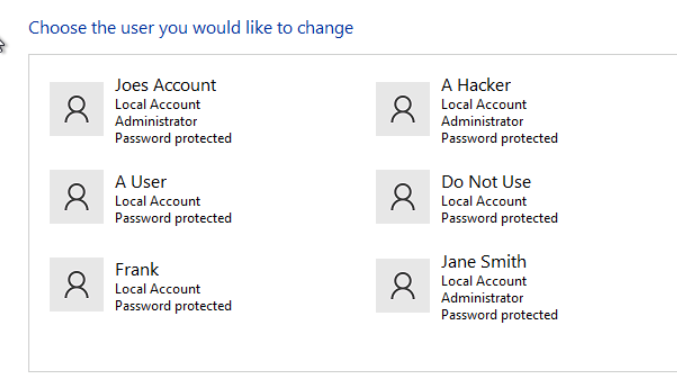 Choose the user you would like to change
Joes Account
Local Account
Administrator
Password protected
A Hacker
Local Account
Administrator
Password protected
A User
Local Account
Password protected
Do Not Use
Local Account
Password protected
Frank
Local Account
Password protected
Jane Smith
Local Account
Administrator
Password protected